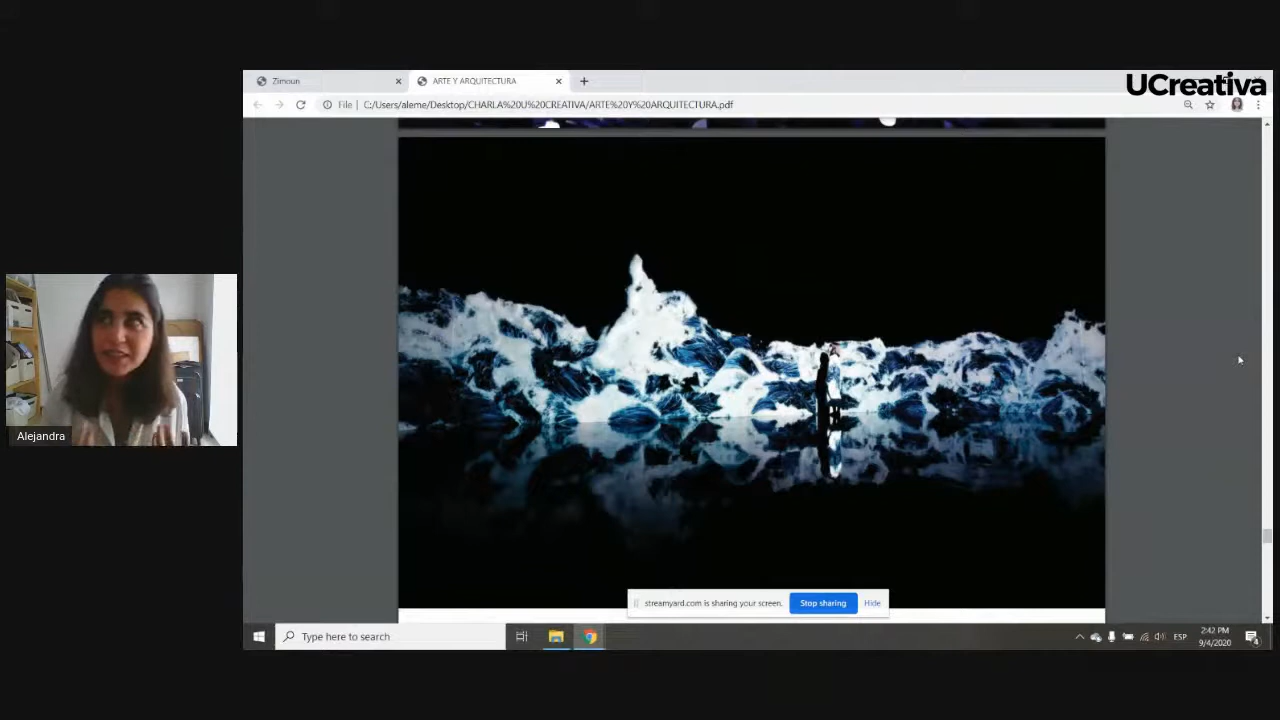 UCreativa
Zimoun
ARTE Y ARQUITECTURA
File | C:/Users/aleme/Desktop/CHARLA%20U%20CREATIVA/ARTE%20Y%20ARQUITECTURA.pdf
Alejandra
streamyard.com is sharing your screen.
Stop sharing
Hide
Type here to search
ESP
2:42 PM
9/4/2020